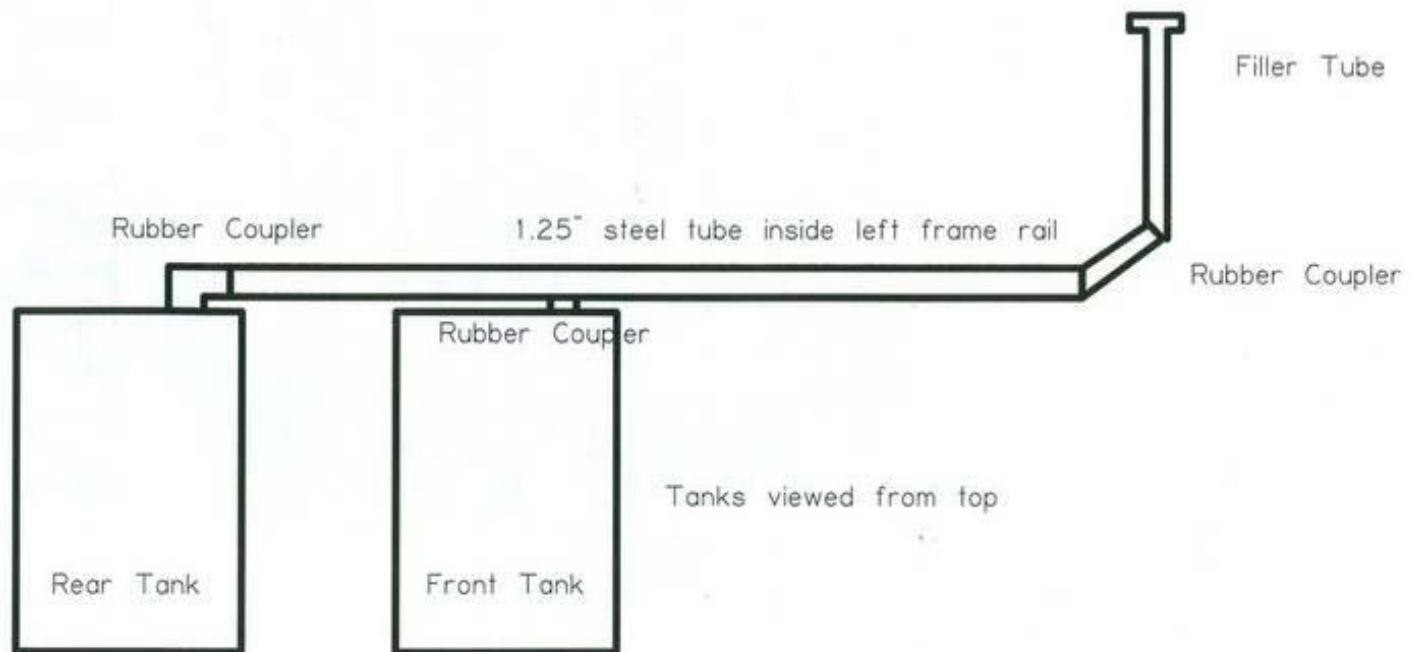 Filler Tube
Rubber Coupler
1.25" steel tube inside left frame rail
Rubber Coupler
Rubber Coupler
Tanks viewed from top
Rear Tank
Front Tank